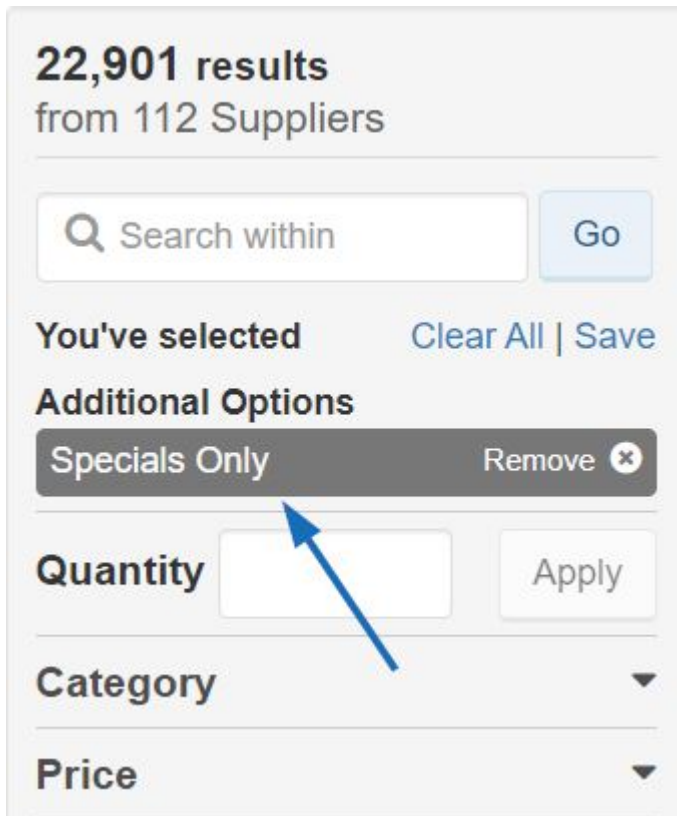 22,901 results
from 112 Suppliers
Search within
Go
You've selected
Clear All | Save
Additional Options
Specials Only
Remove
Quantity
Apply
Category
Price